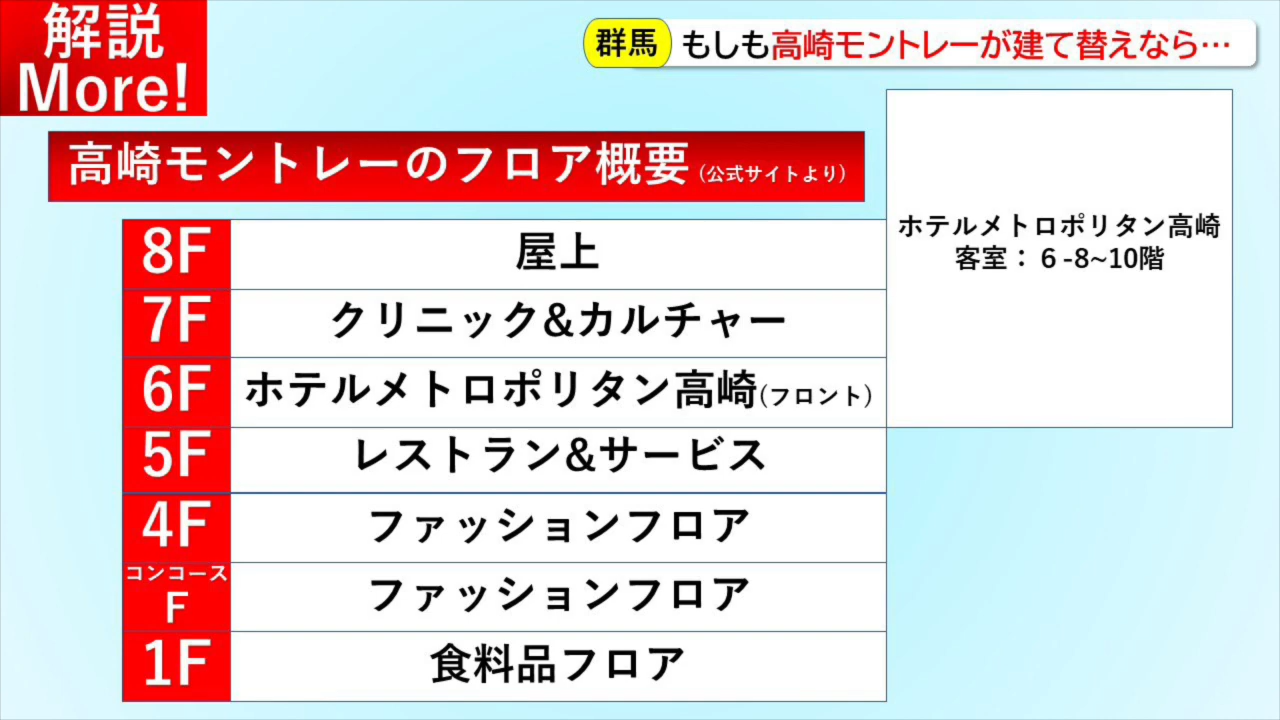 解説
More!
群馬 もしも高崎モントレーが建て替えなら…
高崎モントレーのフロア概要(公式サイトより)
ホテルメトロポリタン高崎
客室：６-8~10階
8F 屋上
7F クリニック&カルチャー
6F ホテルメトロポリタン高崎(フロント)
5F レストラン&サービス
4F ファッションフロア
コンコース
F ファッションフロア
1F 食料品フロア